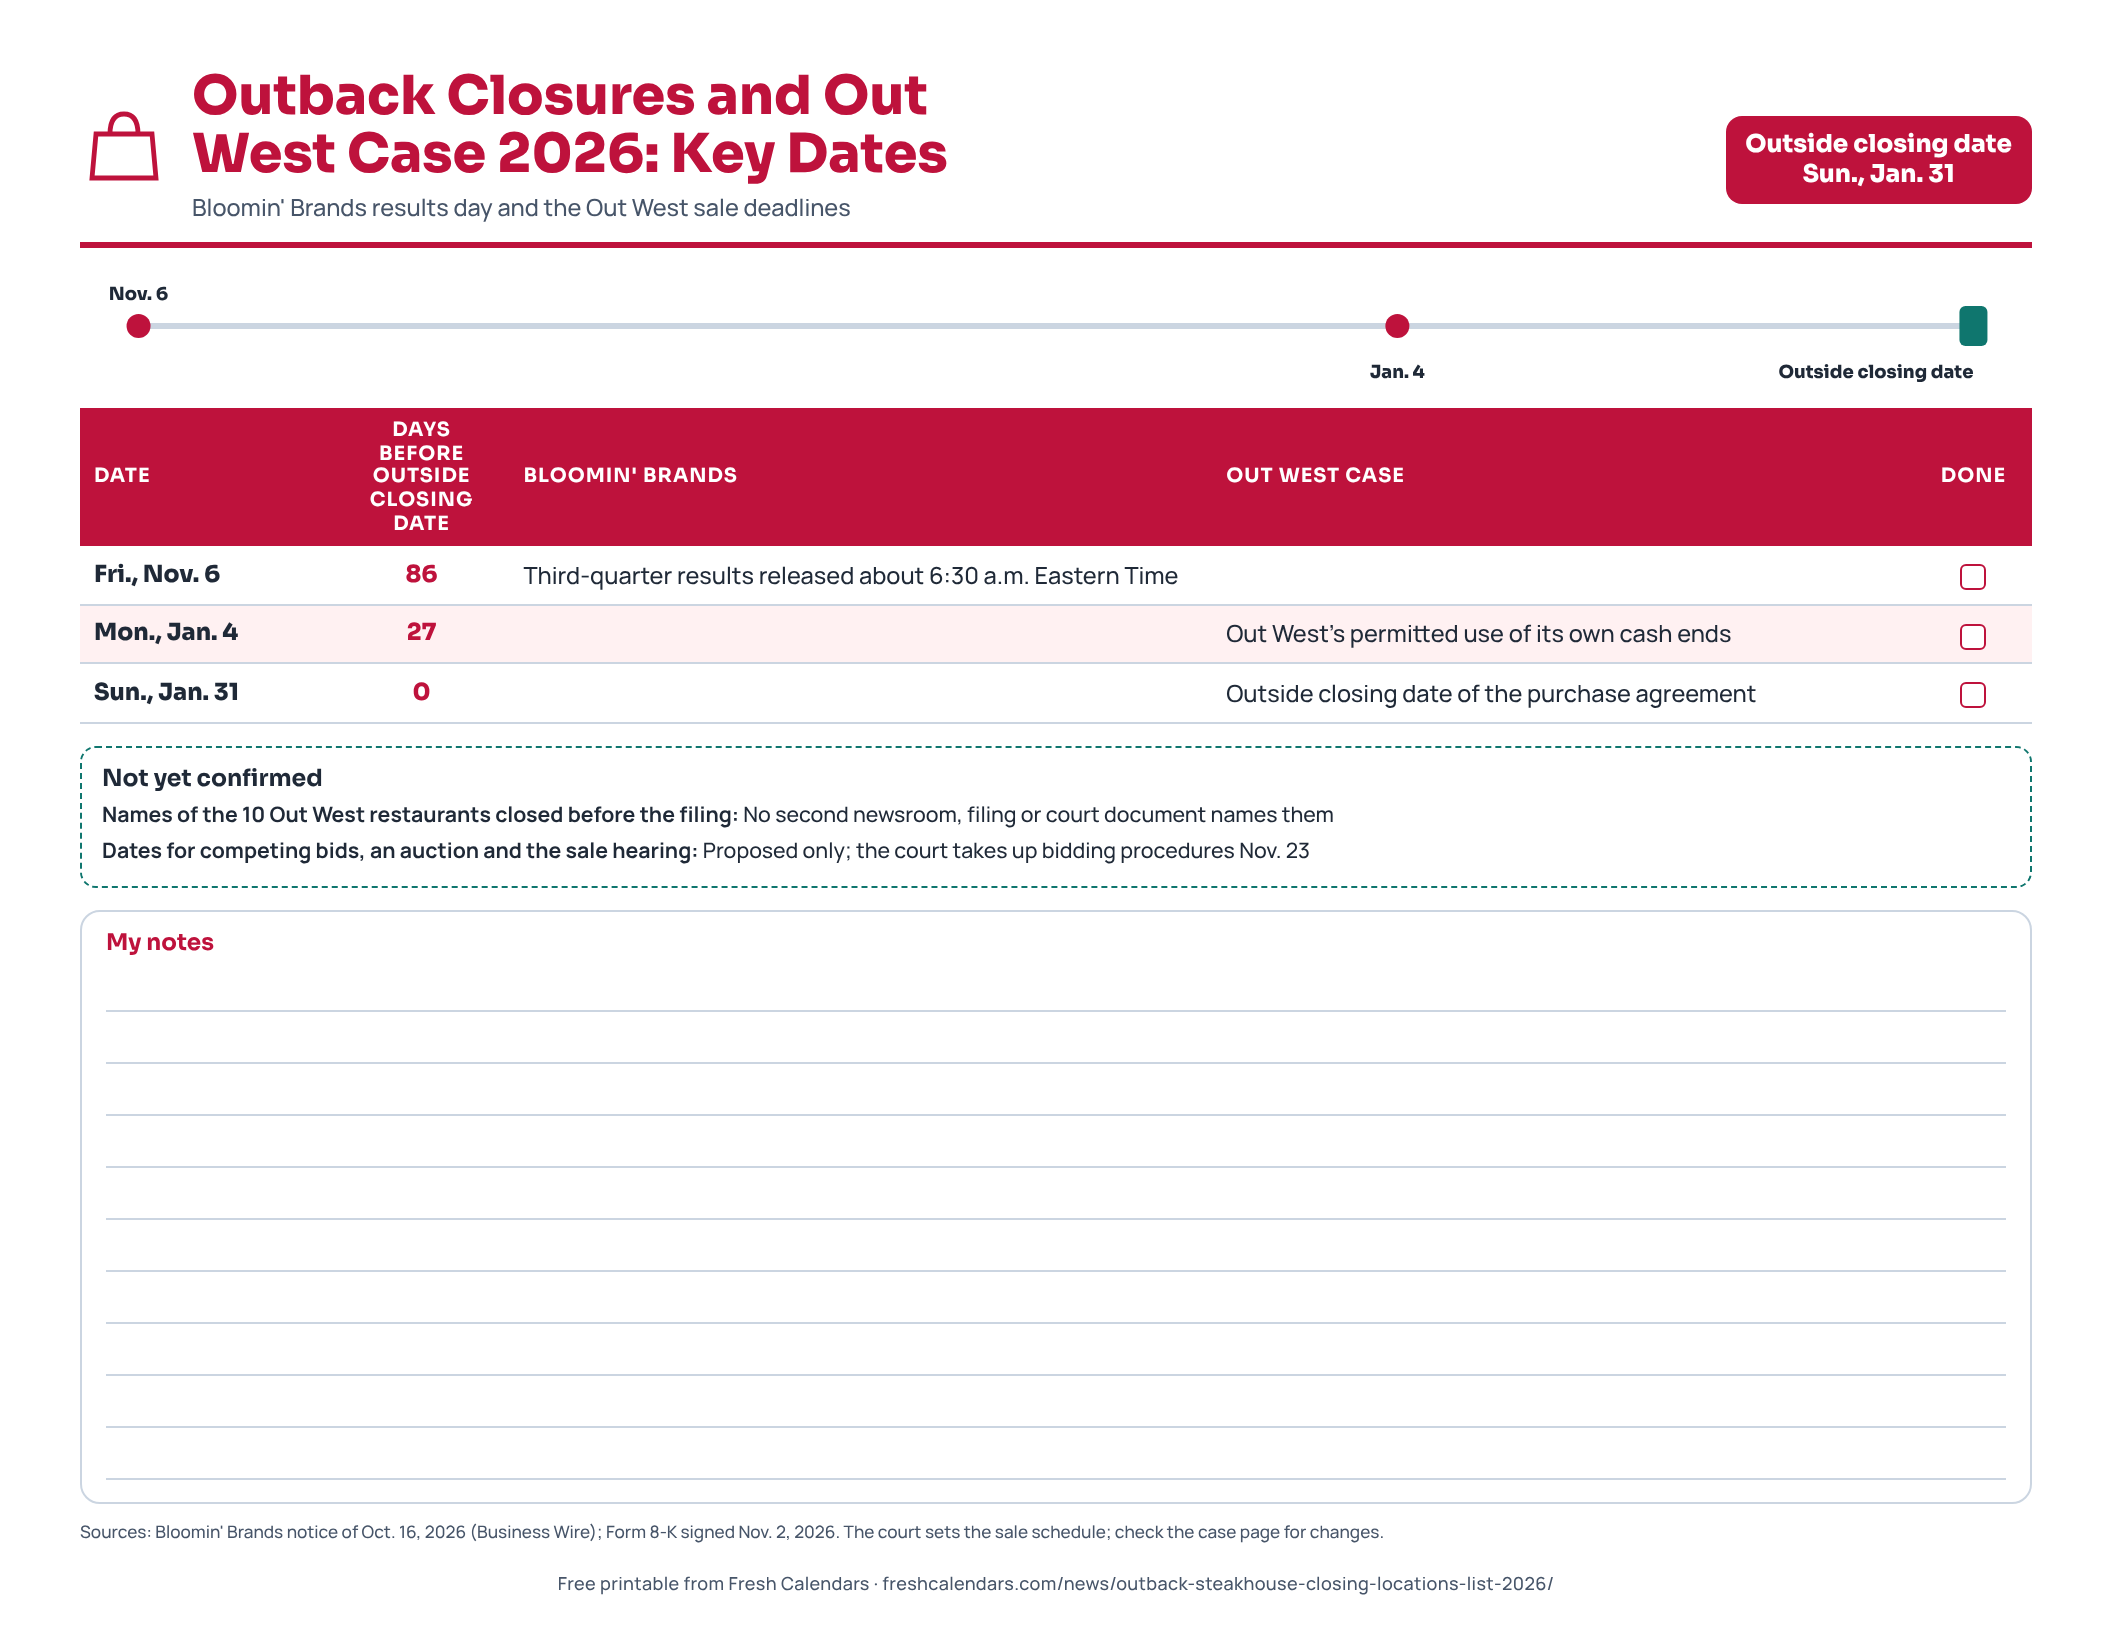 Outback Closures and Out
West Case 2026: Key Dates
Bloomin' Brands results day and the Out West sale deadlines
Outside closing date
Sun., Jan. 31
Nov. 6
Jan. 4
Outside closing date
DATE
DAYS
BEFORE
OUTSIDE
CLOSING
DATE
BLOOMIN' BRANDS
OUT WEST CASE
DONE
Fri., Nov. 6 86 Third-quarter results released about 6:30 a.m. Eastern Time
Mon., Jan. 4 27 Out West’s permitted use of its own cash ends
Sun., Jan. 31 0 Outside closing date of the purchase agreement
Not yet confirmed
Names of the 10 Out West restaurants closed before the filing: No second newsroom, filing or court document names them
Dates for competing bids, an auction and the sale hearing: Proposed only; the court takes up bidding procedures Nov. 23
My notes
Sources: Bloomin' Brands notice of Oct. 16, 2026 (Business Wire); Form 8-K signed Nov. 2, 2026. The court sets the sale schedule; check the case page for changes.
Free printable from Fresh Calendars · freshcalendars.com/news/outback-steakhouse-closing-locations-list-2026/